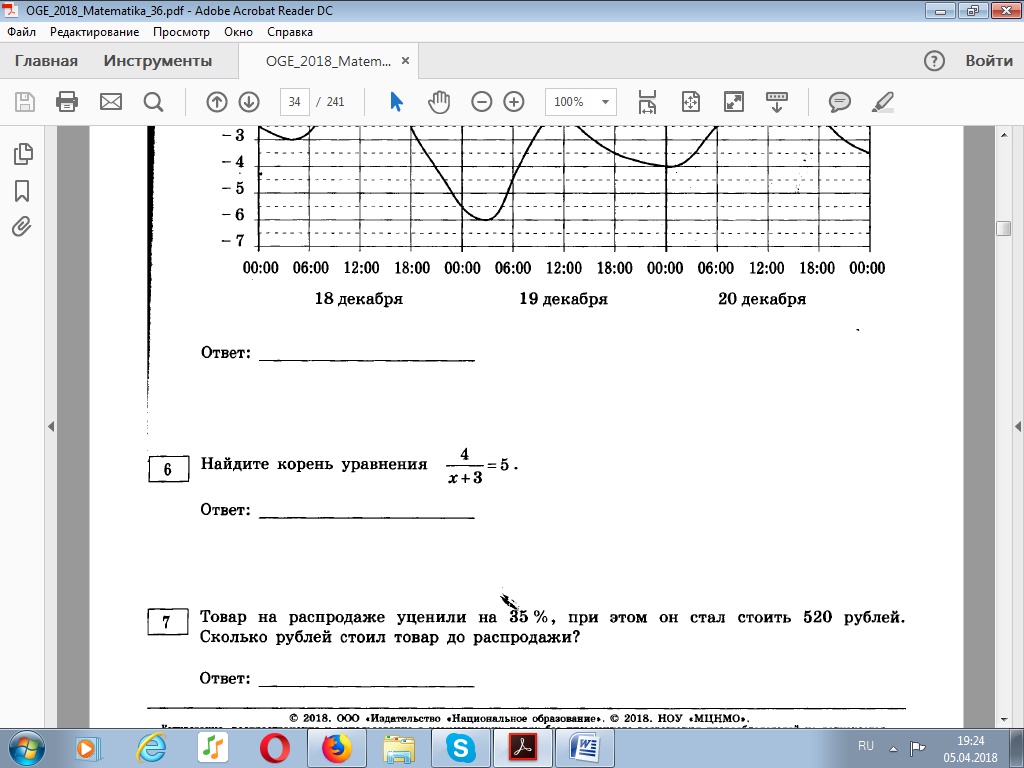 OGE_2018_Matematika_36.pdf - Adobe Acrobat Reader DC
Файл Редактирование Просмотр Окно Справка
Главная Инструменты OGE_2018_Matem... × ? Войти
34 / 241 100%
– 3
– 4
– 5
– 6
– 7
00:00 06:00 12:00 18:00 00:00 06:00 12:00 18:00 00:00 06:00 12:00 18:00 00:00
18 декабря 19 декабря 20 декабря
Ответ:
6 Найдите корень уравнения 4/(x+3) = 5.
Ответ:
7 Товар на распродаже уценили на 35 %, при этом он стал стоить 520 рублей.
Сколько рублей стоил товар до распродажи?
Ответ:
© 2018. ООО «Издательство «Национальное образование». © 2018. НОУ «МЦНМО».
RU 19:24
05.04.2018